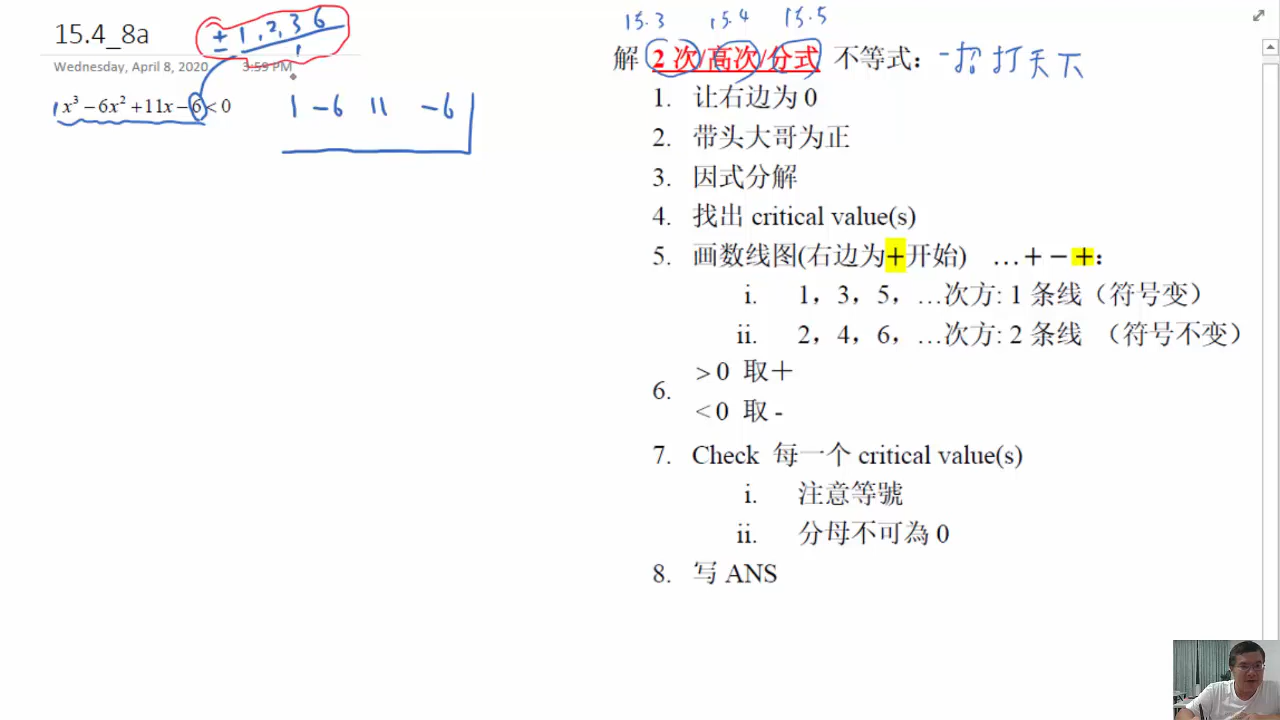 15.4_8a
Wednesday, April 8, 2020 3:59 PM
± 1, 2, 3 6
1
1x³ − 6x² + 11x − 6 < 0
1 −6 11 −6
15.3 15.4 15.5
解 2 次/高次/分式 不等式：一招打天下
1. 让右边为 0
2. 带头大哥为正
3. 因式分解
4. 找出 critical value(s)
5. 画数线图(右边为+开始) …+－+：
i. 1，3，5，…次方: 1 条线（符号变）
ii. 2，4，6，…次方: 2 条线 （符号不变）
6.
>0 取＋
<0 取 -
7. Check 每一个 critical value(s)
i. 注意等號
ii. 分母不可為 0
8. 写 ANS